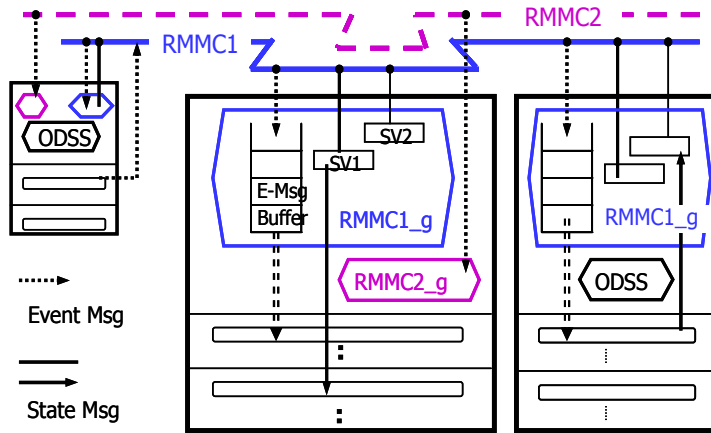 RMMC2
RMMC1
ODSS
SV2
SV1
E-Msg
Buffer
RMMC1_g
RMMC1_g
RMMC2_g
ODSS
Event Msg
State Msg